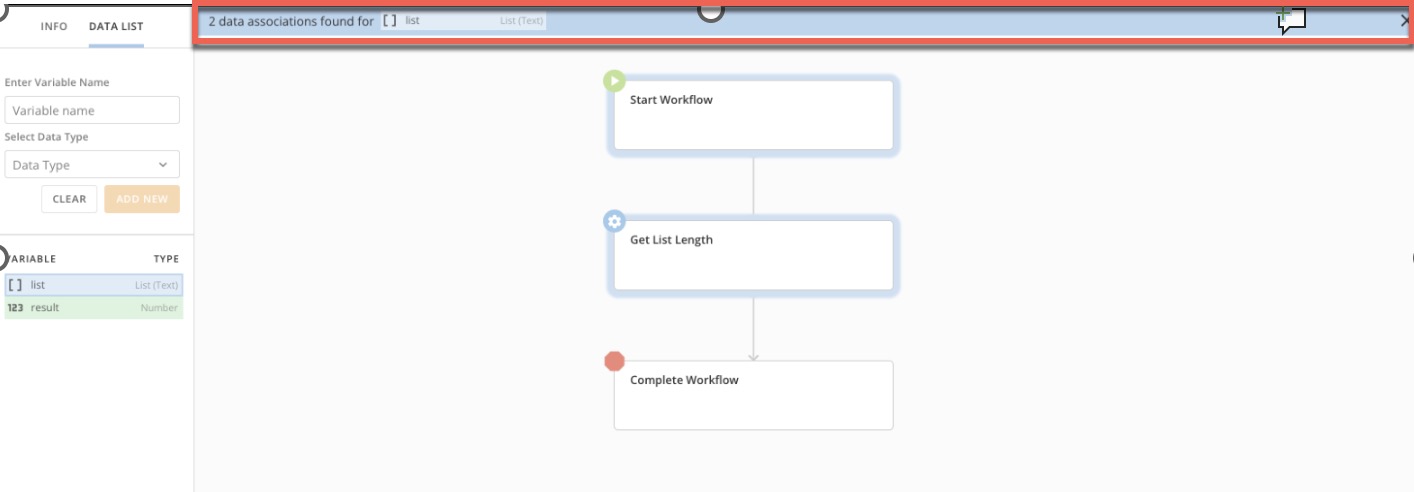 INFO DATA LIST
2 data associations found for [ ] list List (Text)
Enter Variable Name
Variable name
Select Data Type
Data Type
CLEAR ADD NEW
VARIABLE TYPE
[ ] list List (Text)
123 result Number
Start Workflow
Get List Length
Complete Workflow